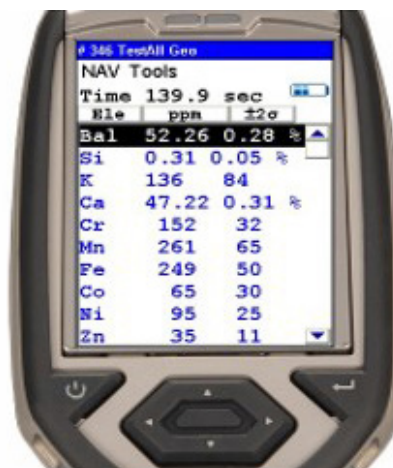 # 346 TestAll Geo
NAV Tools
Time 139.9 sec
Ele ppm ±2σ
Bal 52.26 0.28 %
Si 0.31 0.05 %
K 136 84
Ca 47.22 0.31 %
Cr 152 32
Mn 261 65
Fe 249 50
Co 65 30
Ni 95 25
Zn 35 11